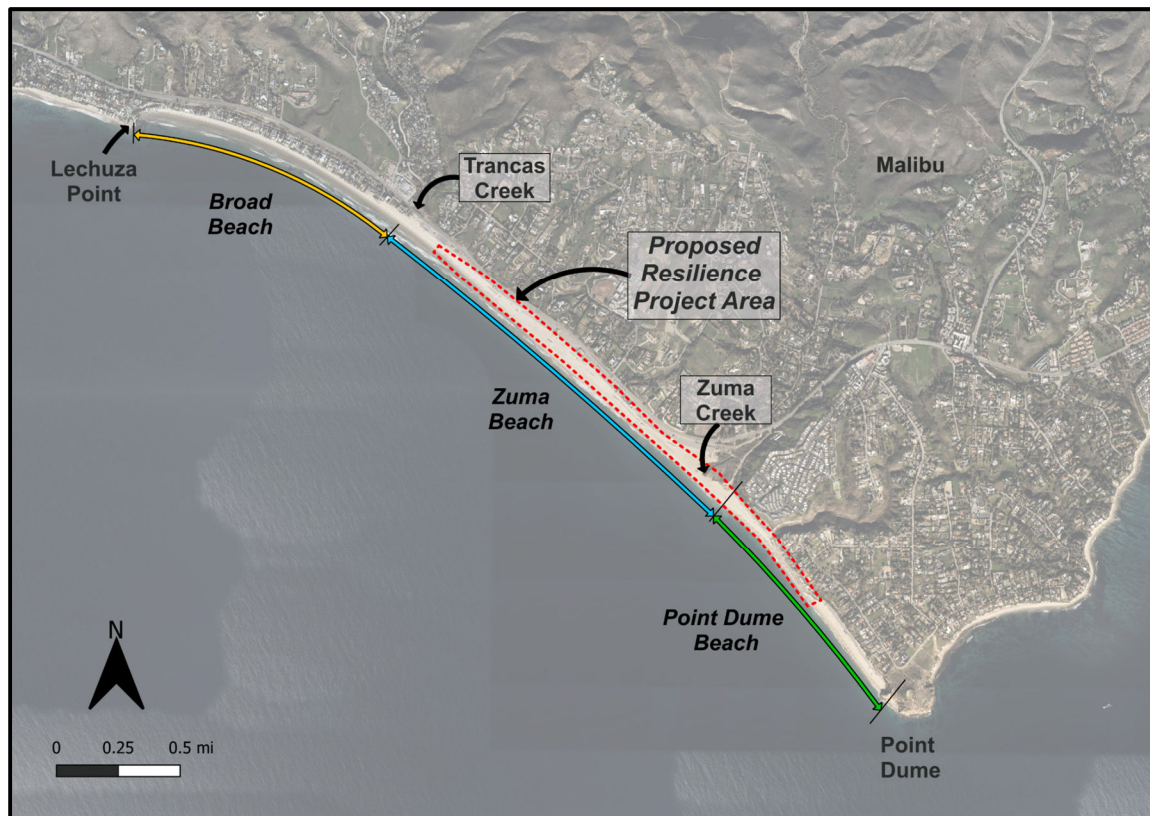 Lechuza
Point
Broad
Beach
Trancas
Creek
Malibu
Proposed
Resilience
Project Area
Zuma
Beach
Zuma
Creek
Point Dume
Beach
N
0 0.25 0.5 mi
Point
Dume